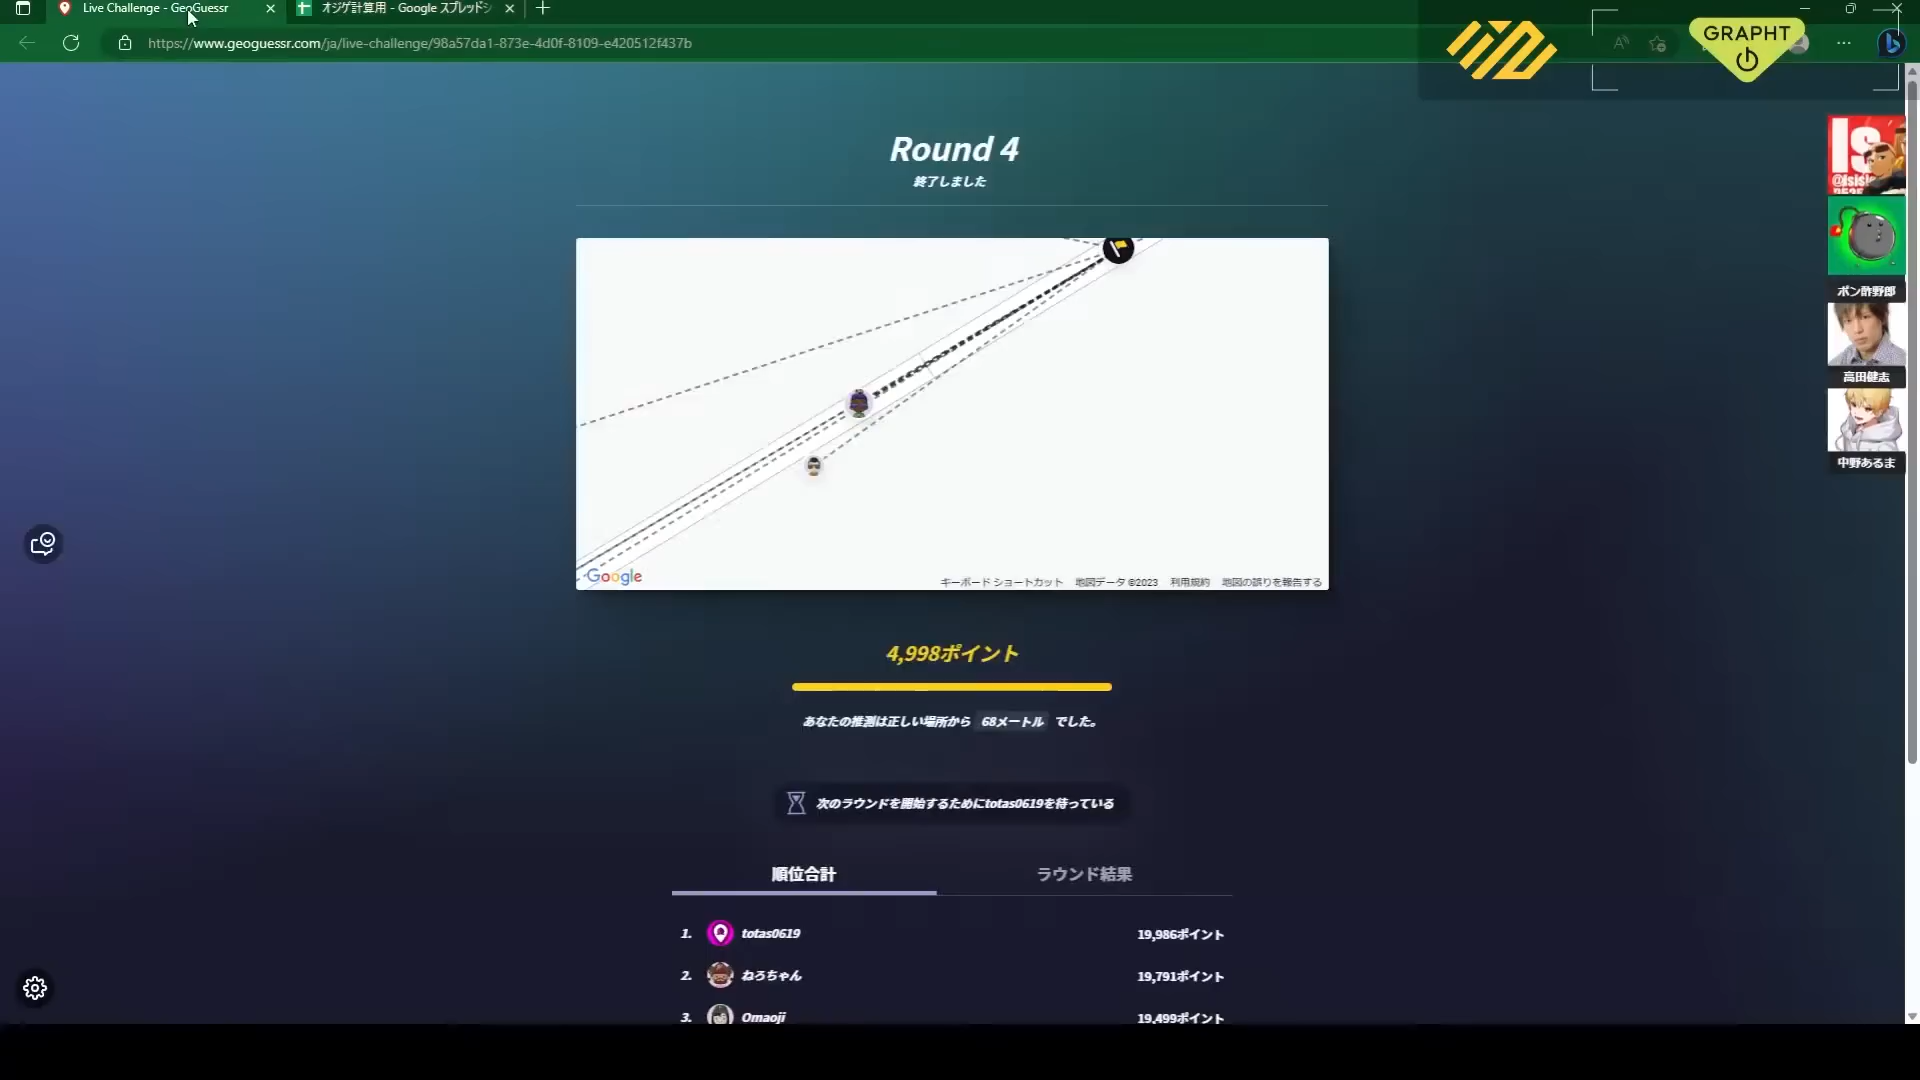 Live Challenge - GeoGuessr
オジゲ計算用 - Google スプレッドシ
https://www.geoguessr.com/ja/live-challenge/98a57da1-873e-4d0f-8109-e420512f437b
GRAPHT
Round 4
終了しました
Is
ポン酢野郎
高田健志
中野あるま
Google
キーボード ショートカット 地図データ ©2023 利用規約 地図の誤りを報告する
4,998ポイント
あなたの推測は正しい場所から 68メートル でした。
次のラウンドを開始するためにtotas0619を待っている
順位合計 ラウンド結果
1. totas0619 19,986ポイント
2. ねろちゃん 19,791ポイント
3. Omaoji 19,499ポイント